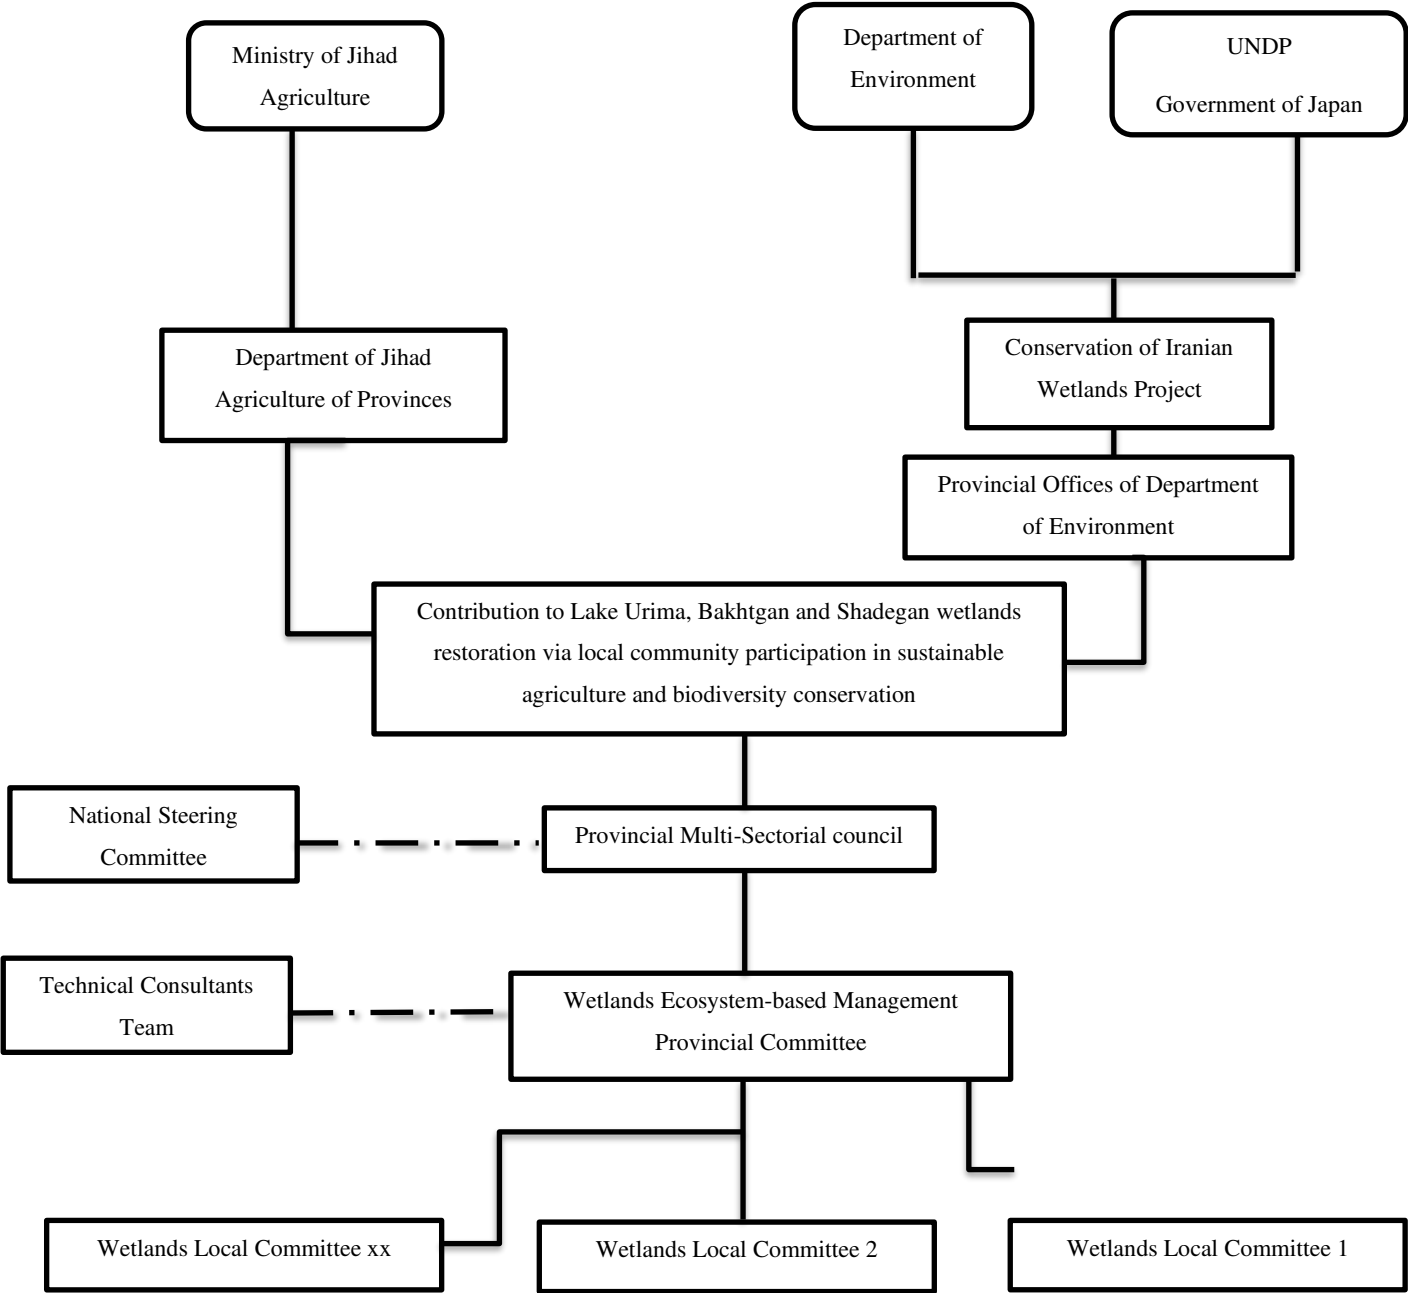 Ministry of Jihad
Agriculture
Department of
Environment
UNDP
Government of Japan
Department of Jihad
Agriculture of Provinces
Conservation of Iranian
Wetlands Project
Provincial Offices of Department
of Environment
Contribution to Lake Urima, Bakhtgan and Shadegan wetlands
restoration via local community participation in sustainable
agriculture and biodiversity conservation
National Steering
Committee
Provincial Multi-Sectorial council
Technical Consultants
Team
Wetlands Ecosystem-based Management
Provincial Committee
Wetlands Local Committee xx
Wetlands Local Committee 2
Wetlands Local Committee 1